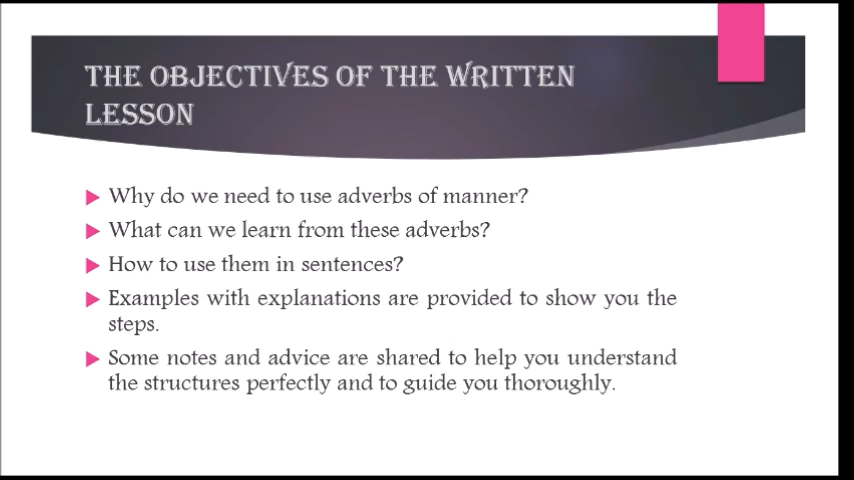 THE OBJECTIVES OF THE WRITTEN
LESSON
Why do we need to use adverbs of manner?
What can we learn from these adverbs?
How to use them in sentences?
Examples with explanations are provided to show you the
steps.
Some notes and advice are shared to help you understand
the structures perfectly and to guide you thoroughly.